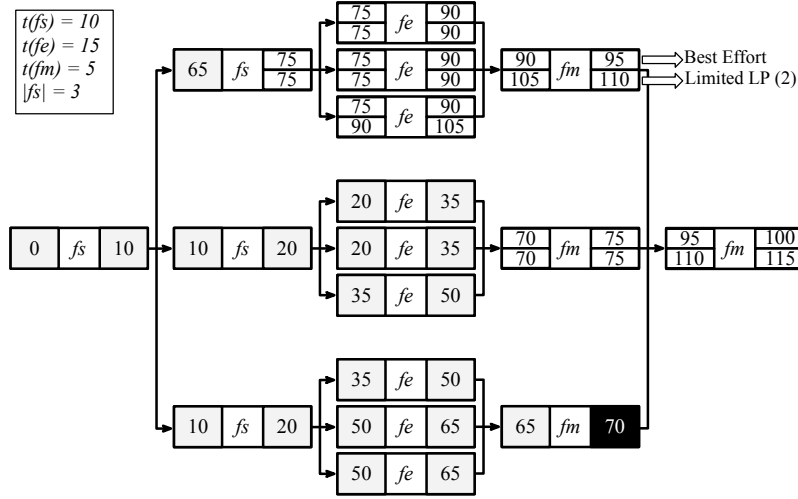 t(fs) = 10
t(fe) = 15
t(fm) = 5
|fs| = 3
75 fe 90
75 90
65 fs 75
75
75 fe 90
75 90
75 fe 90
90 105
90 fm 95
105 110
Best Effort
Limited LP (2)
0 fs 10
10 fs 20
20 fe 35
20 fe 35
35 fe 50
70 fm 75
70 75
95 fm 100
110 115
10 fs 20
35 fe 50
50 fe 65
50 fe 65
65 fm 70